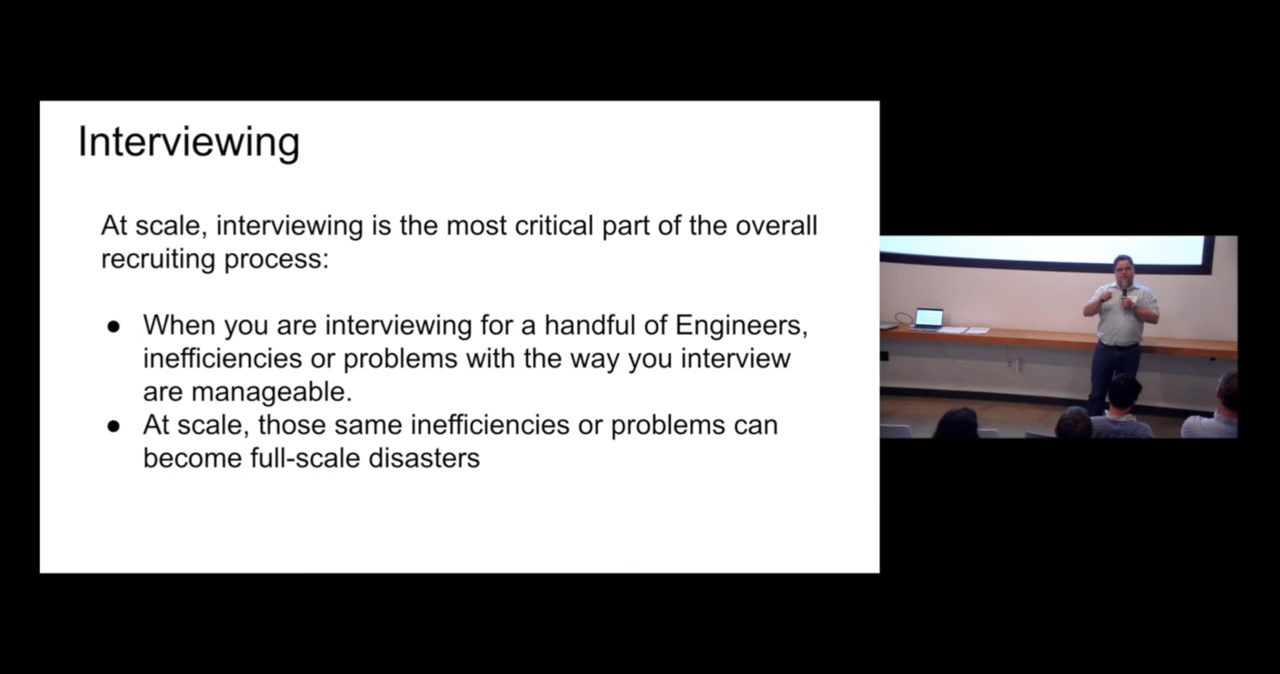 Interviewing
At scale, interviewing is the most critical part of the overall
recruiting process:
● When you are interviewing for a handful of Engineers,
inefficiencies or problems with the way you interview
are manageable.
● At scale, those same inefficiencies or problems can
become full-scale disasters